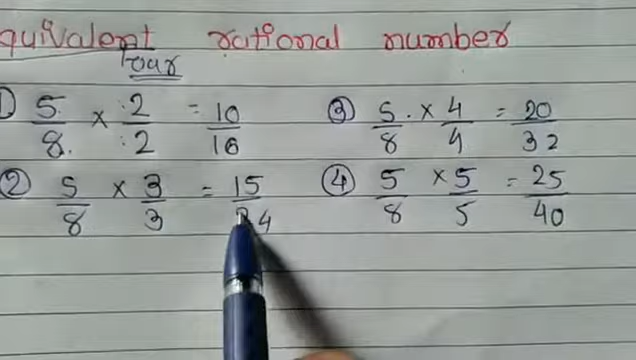 quivalent rational number
four
1) 5/8 × 2/2 = 10/16
3) 5/8 × 4/4 = 20/32
2) 5/8 × 3/3 = 15/24
4) 5/8 × 5/5 = 25/40